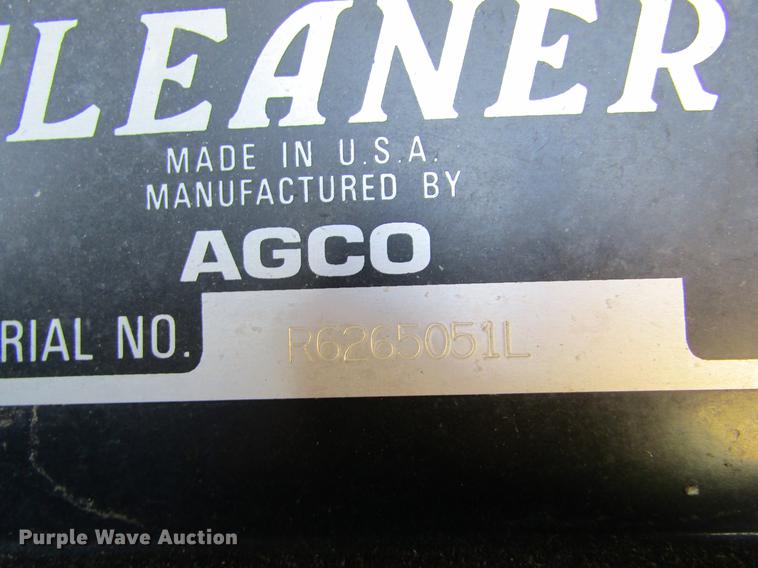 LEANER
MADE IN U.S.A.
MANUFACTURED BY
AGCO
RIAL NO. R6265051L
Purple Wave Auction